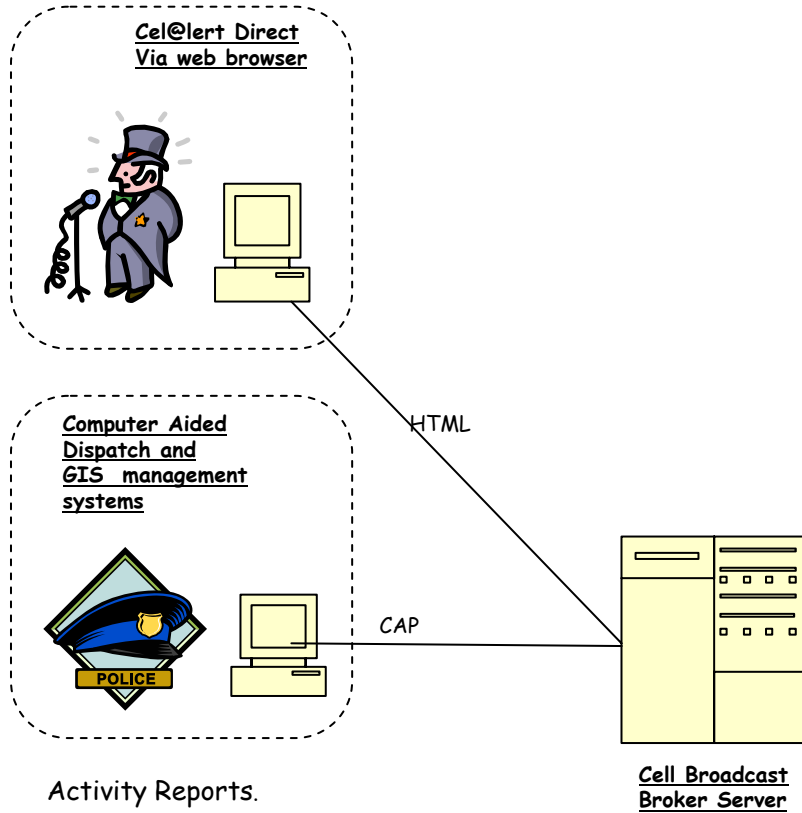 Cel@lert Direct
Via web browser
HTML
Computer Aided
Dispatch and
GIS management
systems
CAP
POLICE
Cell Broadcast
Broker Server
Activity Reports.